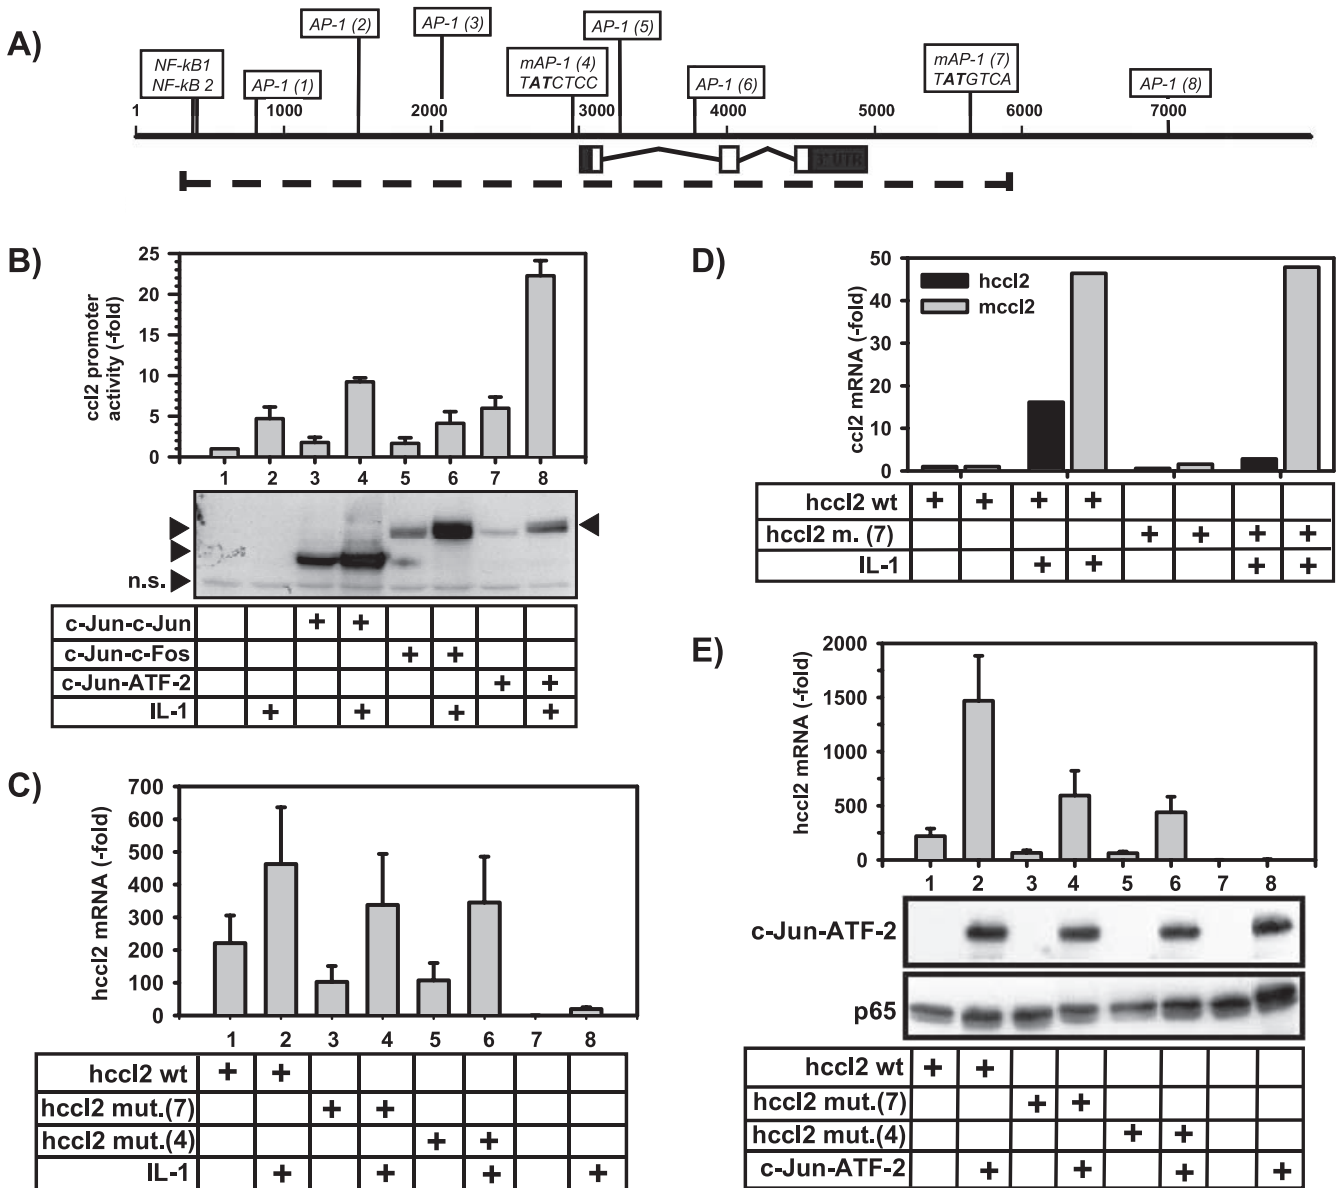 A)
NF-kB1
NF-kB 2
AP-1 (1)
AP-1 (2)
AP-1 (3)
mAP-1 (4)
TATCTCC
AP-1 (5)
AP-1 (6)
mAP-1 (7)
TATGTCA
AP-1 (8)
1 1000 2000 3000 4000 5000 6000 7000
3' UTR
B)
ccl2 promoter
activity (-fold)
25
20
15
10
5
0
1 2 3 4 5 6 7 8
n.s.
c-Jun-c-Jun + +
c-Jun-c-Fos + +
c-Jun-ATF-2 + +
IL-1 + + + +
C)
hccl2 mRNA (-fold)
700
600
500
400
300
200
100
0
1 2 3 4 5 6 7 8
hccl2 wt + +
hccl2 mut.(7) + +
hccl2 mut.(4) + +
IL-1 + + + +
D)
ccl2 mRNA (-fold)
50
40
30
20
10
0
hccl2
mccl2
hccl2 wt + + + +
hccl2 m. (7) + + + +
IL-1 + + + +
E)
hccl2 mRNA (-fold)
2000
1500
1000
500
0
1 2 3 4 5 6 7 8
c-Jun-ATF-2
p65
hccl2 wt + +
hccl2 mut.(7) + +
hccl2 mut.(4) + +
c-Jun-ATF-2 + + + +